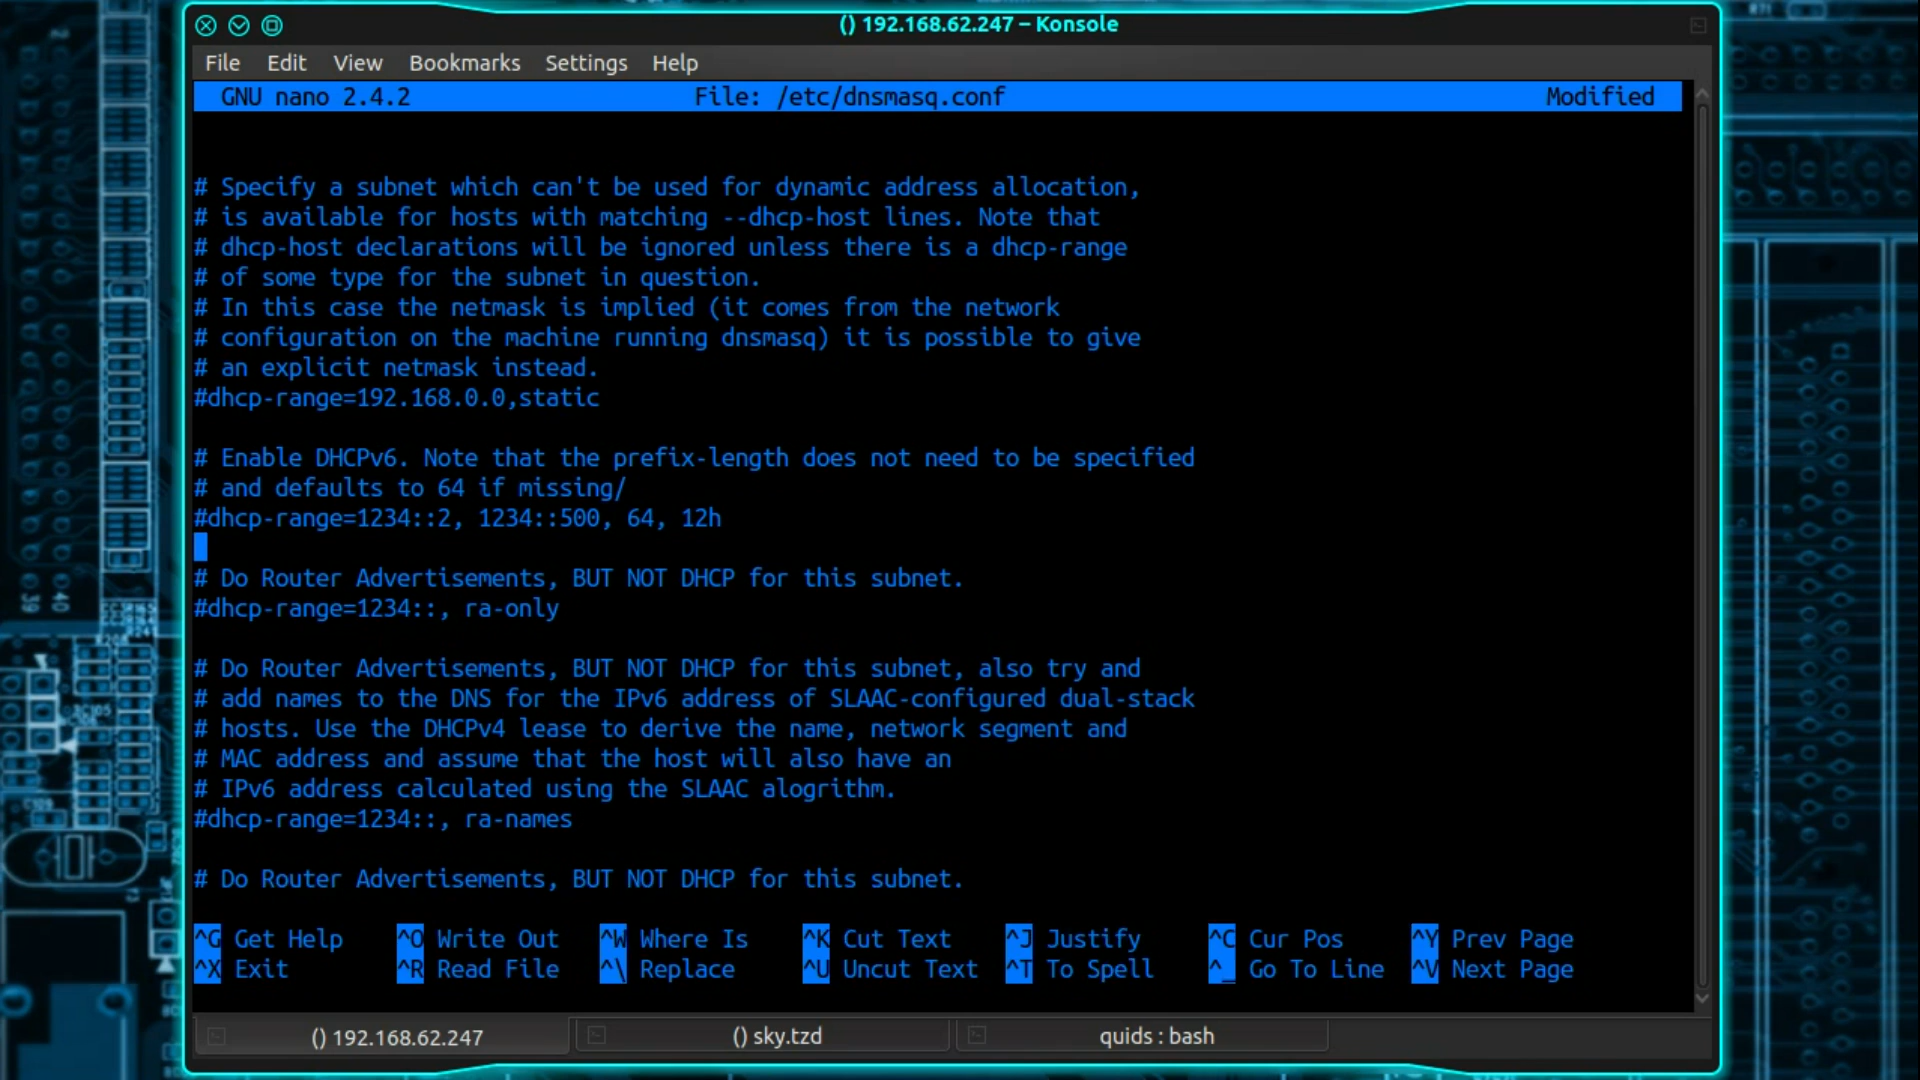 () 192.168.62.247 – Konsole
File Edit View Bookmarks Settings Help
GNU nano 2.4.2 File: /etc/dnsmasq.conf Modified
# Specify a subnet which can't be used for dynamic address allocation,
# is available for hosts with matching --dhcp-host lines. Note that
# dhcp-host declarations will be ignored unless there is a dhcp-range
# of some type for the subnet in question.
# In this case the netmask is implied (it comes from the network
# configuration on the machine running dnsmasq) it is possible to give
# an explicit netmask instead.
#dhcp-range=192.168.0.0,static
# Enable DHCPv6. Note that the prefix-length does not need to be specified
# and defaults to 64 if missing/
#dhcp-range=1234::2, 1234::500, 64, 12h
# Do Router Advertisements, BUT NOT DHCP for this subnet.
#dhcp-range=1234::, ra-only
# Do Router Advertisements, BUT NOT DHCP for this subnet, also try and
# add names to the DNS for the IPv6 address of SLAAC-configured dual-stack
# hosts. Use the DHCPv4 lease to derive the name, network segment and
# MAC address and assume that the host will also have an
# IPv6 address calculated using the SLAAC alogrithm.
#dhcp-range=1234::, ra-names
# Do Router Advertisements, BUT NOT DHCP for this subnet.
^G Get Help ^O Write Out ^W Where Is ^K Cut Text ^J Justify ^C Cur Pos ^Y Prev Page
^X Exit ^R Read File ^\ Replace ^U Uncut Text ^T To Spell ^_ Go To Line ^V Next Page
() 192.168.62.247 () sky.tzd quids : bash